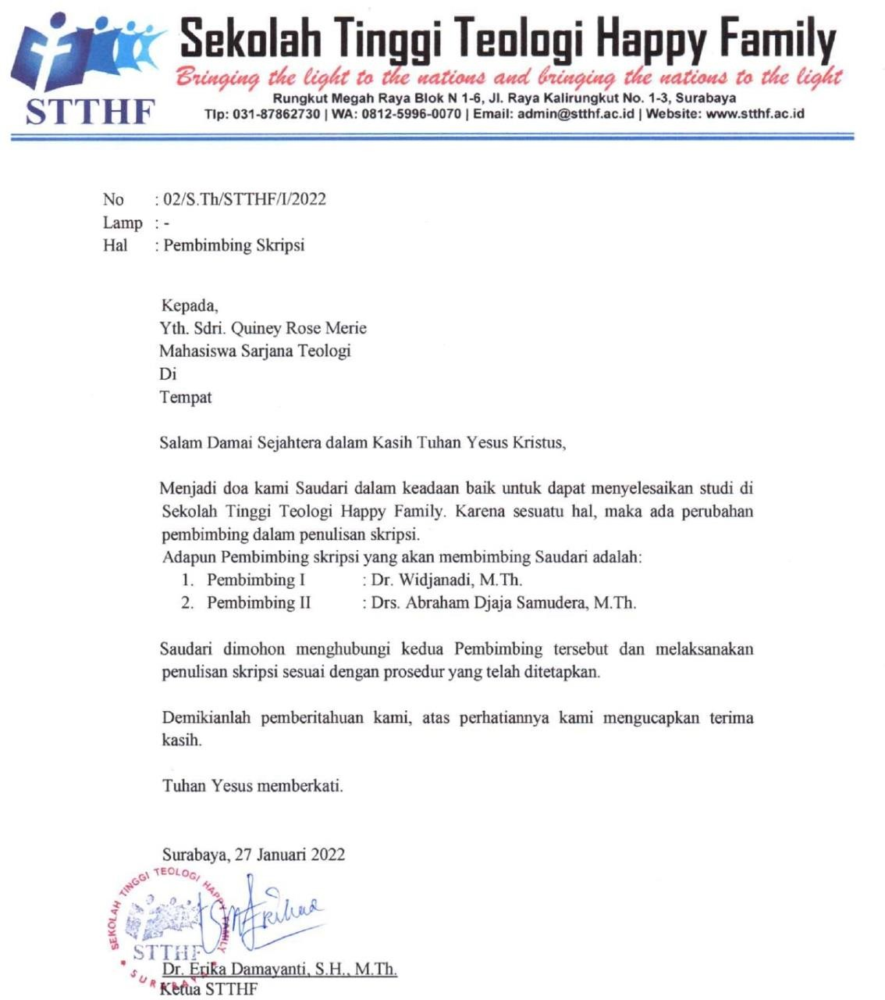 Sekolah Tinggi Teologi Happy Family
Bringing the light to the nations and bringing the nations to the light
STTHF
Rungkut Megah Raya Blok N 1-6, Jl. Raya Kalirungkut No. 1-3, Surabaya
Tlp: 031-87862730 | WA: 0812-5996-0070 | Email: admin@stthf.ac.id | Website: www.stthf.ac.id
No : 02/S.Th/STTHF/I/2022
Lamp : -
Hal : Pembimbing Skripsi
Kepada,
Yth. Sdri. Quiney Rose Merie
Mahasiswa Sarjana Teologi
Di
Tempat
Salam Damai Sejahtera dalam Kasih Tuhan Yesus Kristus,
Menjadi doa kami Saudari dalam keadaan baik untuk dapat menyelesaikan studi di
Sekolah Tinggi Teologi Happy Family. Karena sesuatu hal, maka ada perubahan
pembimbing dalam penulisan skripsi.
Adapun Pembimbing skripsi yang akan membimbing Saudari adalah:
1. Pembimbing I : Dr. Widjanadi, M.Th.
2. Pembimbing II : Drs. Abraham Djaja Samudera, M.Th.
Saudari dimohon menghubungi kedua Pembimbing tersebut dan melaksanakan
penulisan skripsi sesuai dengan prosedur yang telah ditetapkan.
Demikianlah pemberitahuan kami, atas perhatiannya kami mengucapkan terima
kasih.
Tuhan Yesus memberkati.
Surabaya, 27 Januari 2022
SEKOLAH TINGGI TEOLOGI HAPPY FAMILY
STTHF
* SURABAYA *
Dr. Erika Damayanti, S.H., M.Th.
Ketua STTHF